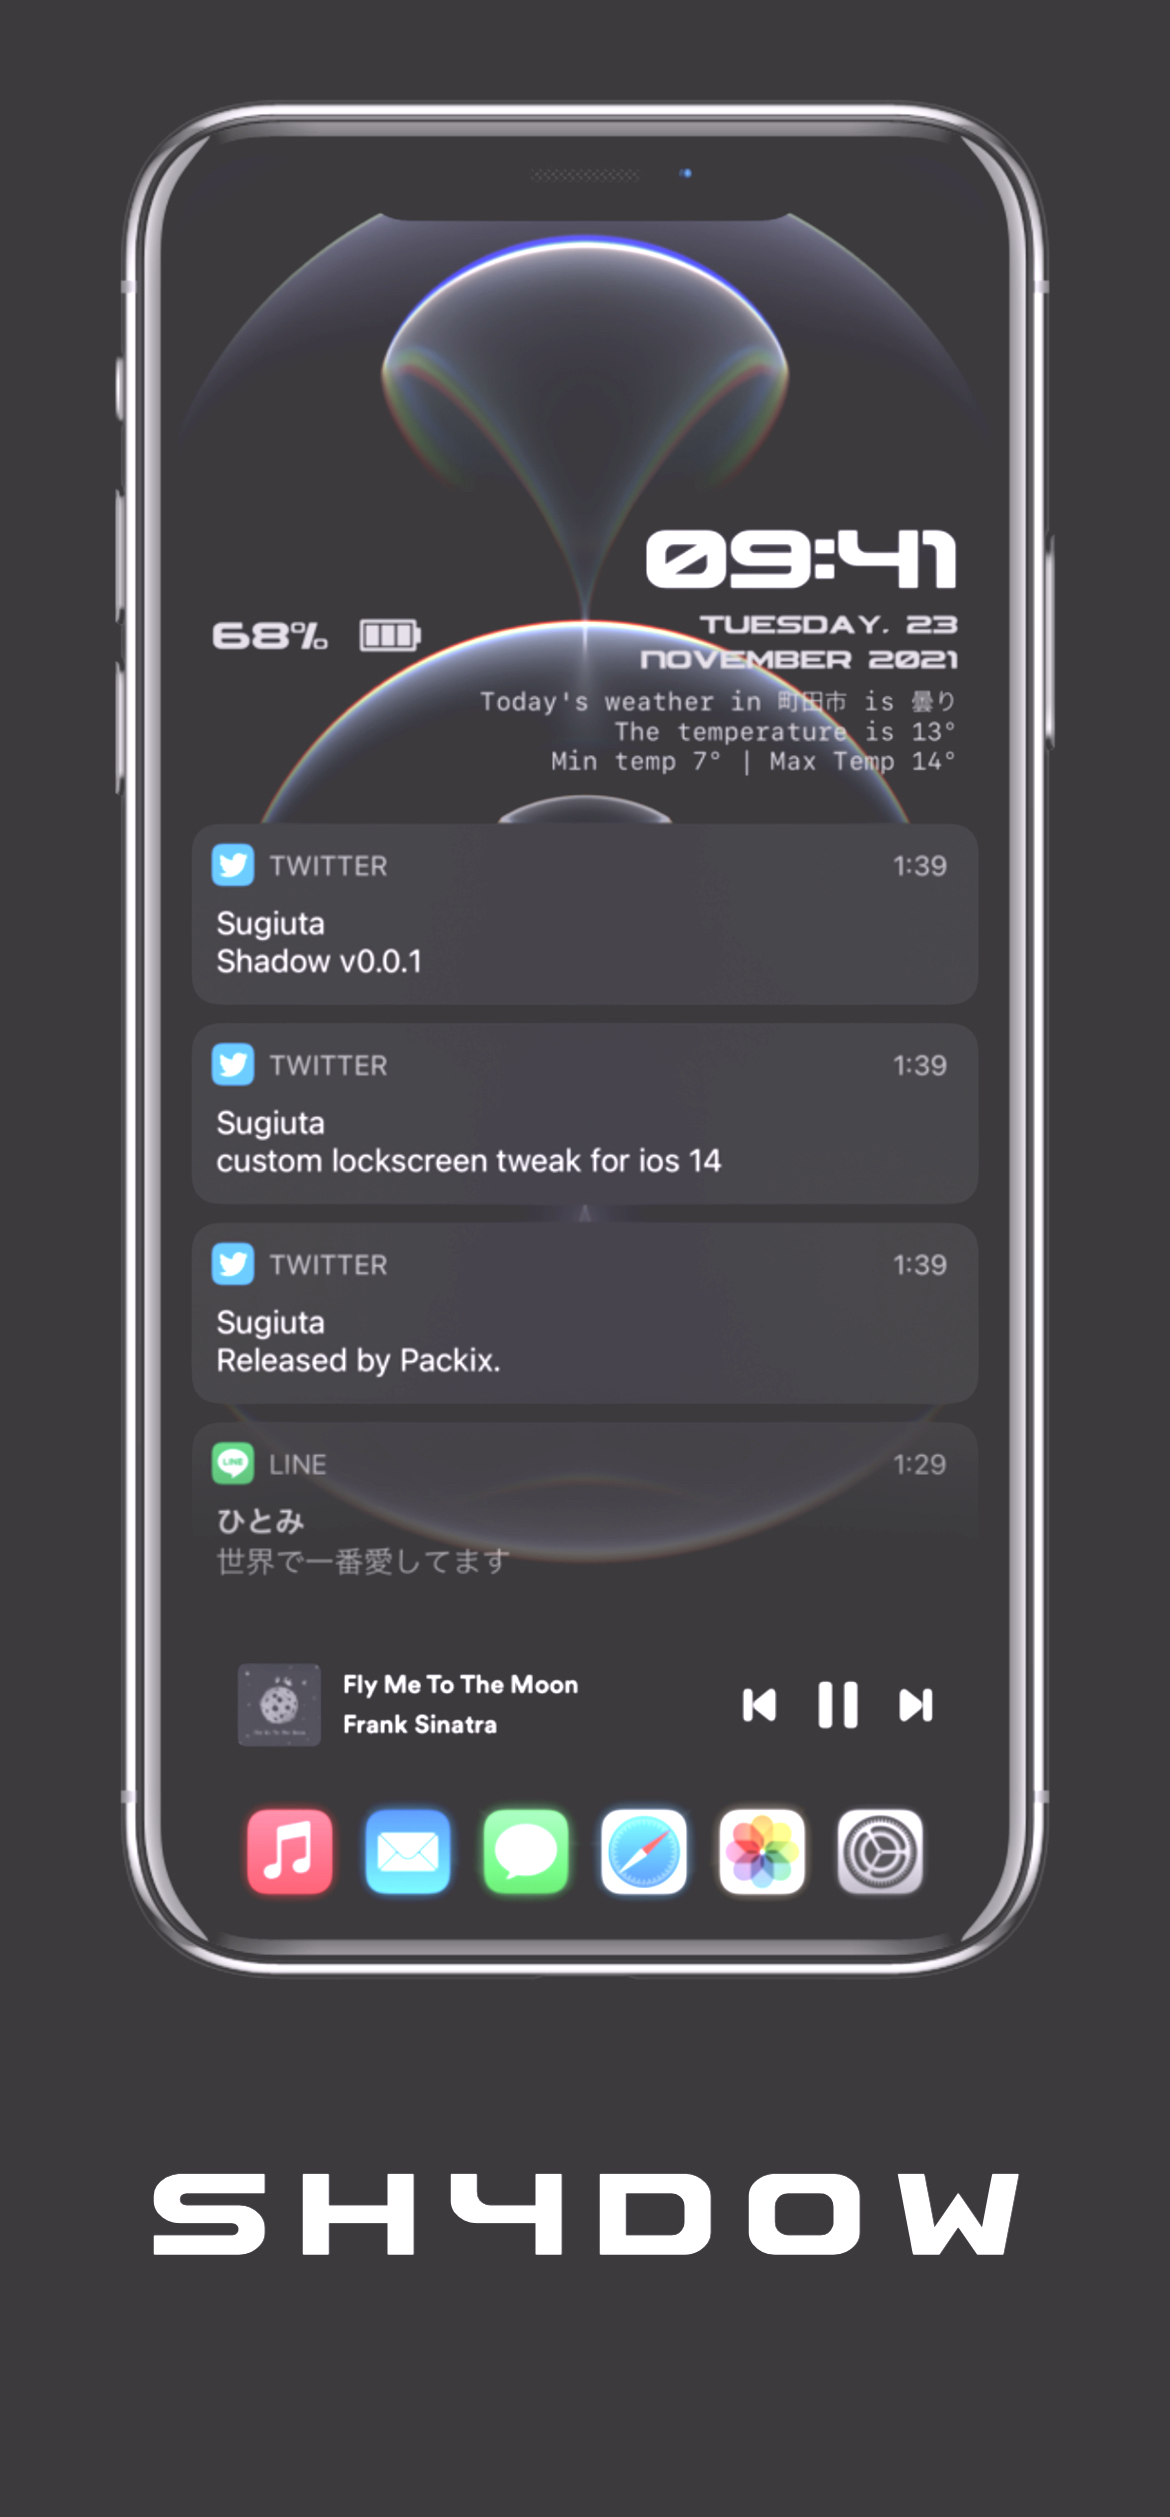 09:41
TUESDAY. 23
NOVEMBER 2021
68%
Today's weather in 町田市 is 曇り
The temperature is 13°
Min temp 7° | Max Temp 14°
TWITTER 1:39
Sugiuta
Shadow v0.0.1
TWITTER 1:39
Sugiuta
custom lockscreen tweak for ios 14
TWITTER 1:39
Sugiuta
Released by Packix.
LINE LINE 1:29
ひとみ
世界で一番愛してます
Fly Me To The Moon
Frank Sinatra
SH4DOW